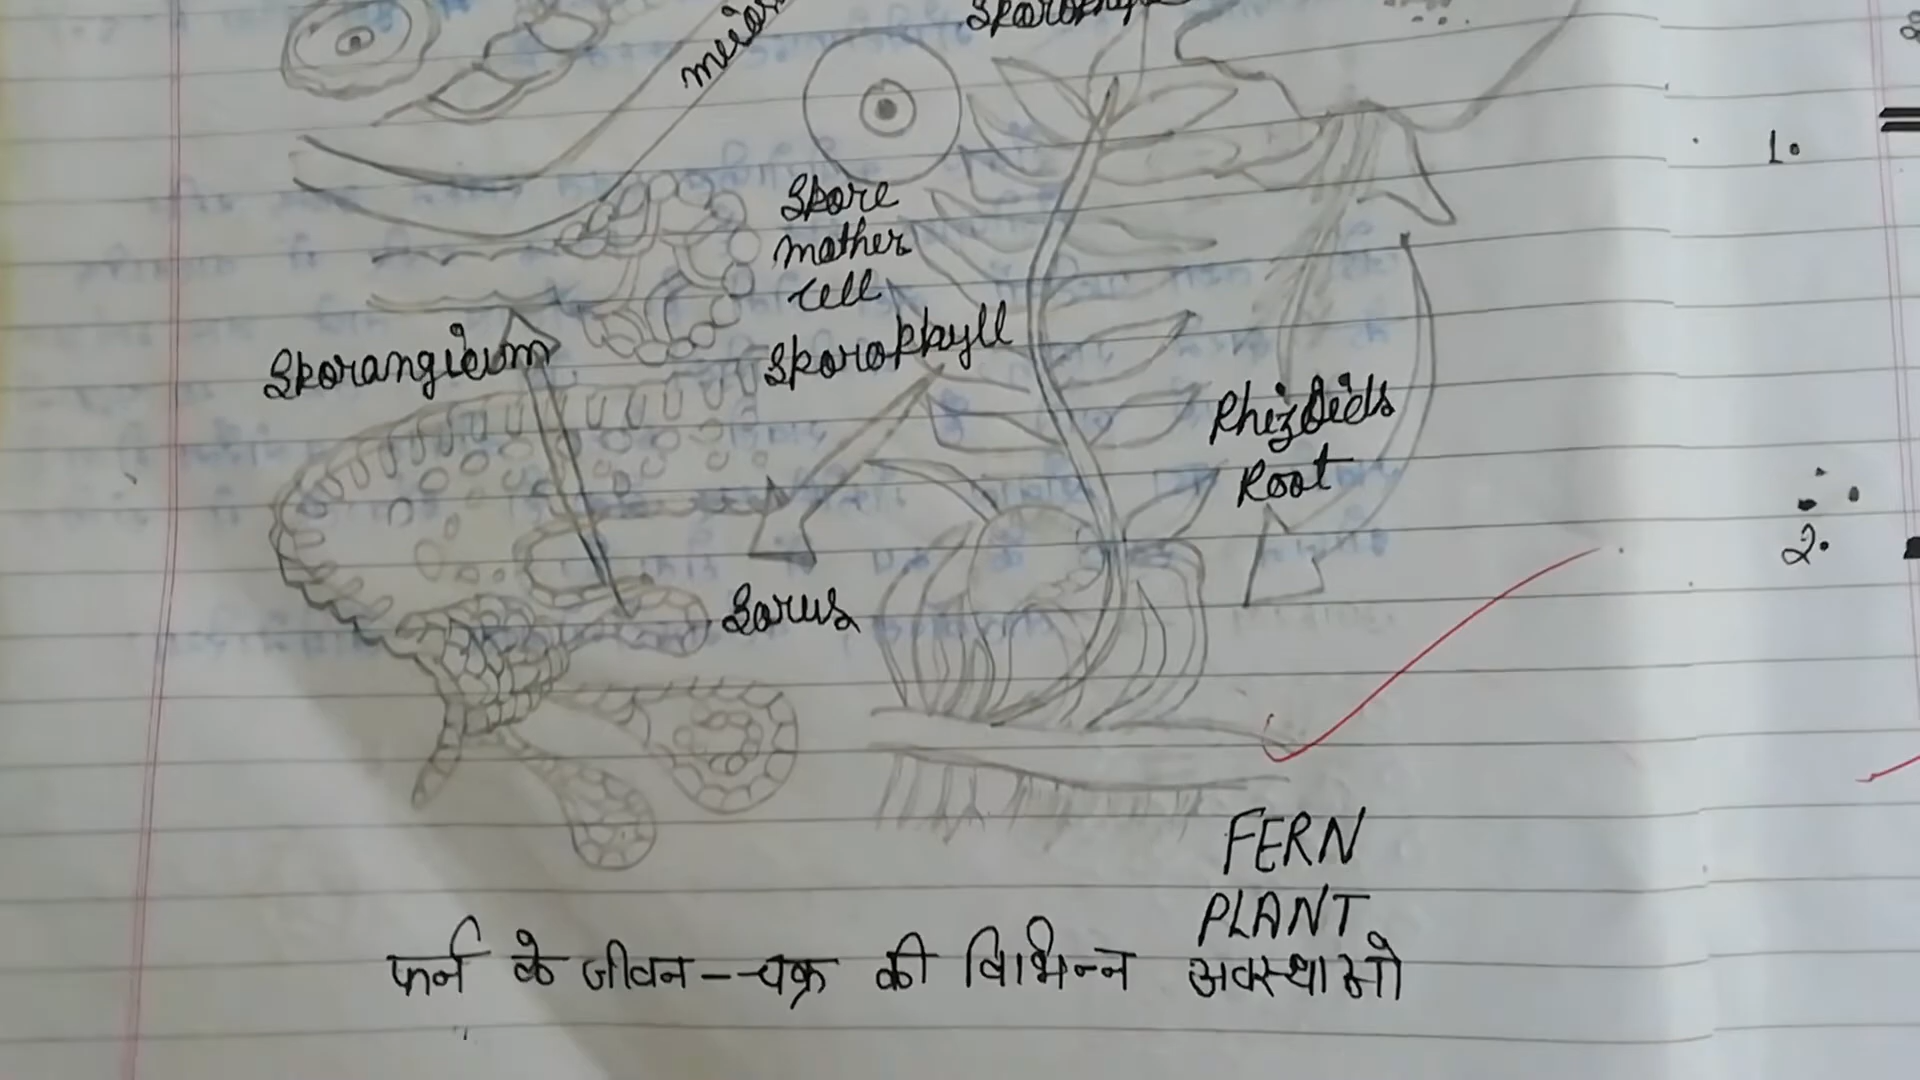 Spore
mother
cell
Sporangium
Sporophyll
Rhizoids
Root
Sorus
FERN
PLANT
फर्न के जीवन-चक्र की विभिन्न अवस्थाओ
1.
2.